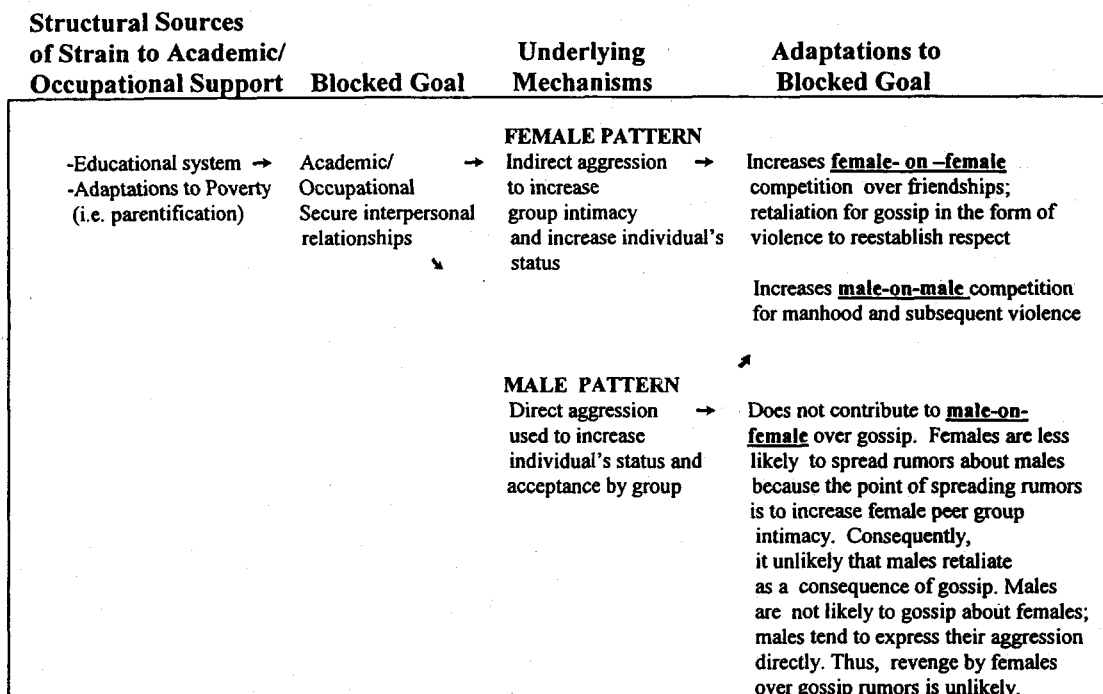 Structural Sources
of Strain to Academic/
Occupational Support
Blocked Goal
Underlying
Mechanisms
Adaptations to
Blocked Goal
-Educational system →
-Adaptations to Poverty
(i.e. parentification)
Academic/ →
Occupational
Secure interpersonal
relationships
↘
FEMALE PATTERN
Indirect aggression →
to increase
group intimacy
and increase individual's
status
Increases female- on –female
competition over friendships;
retaliation for gossip in the form of
violence to reestablish respect
Increases male-on-male competition
for manhood and subsequent violence
↗
MALE PATTERN
Direct aggression →
used to increase
individual's status and
acceptance by group
Does not contribute to male-on-
female over gossip. Females are less
likely to spread rumors about males
because the point of spreading rumors
is to increase female peer group
intimacy. Consequently,
it unlikely that males retaliate
as a consequence of gossip. Males
are not likely to gossip about females;
males tend to express their aggression
directly. Thus, revenge by females
over gossip rumors is unlikely.